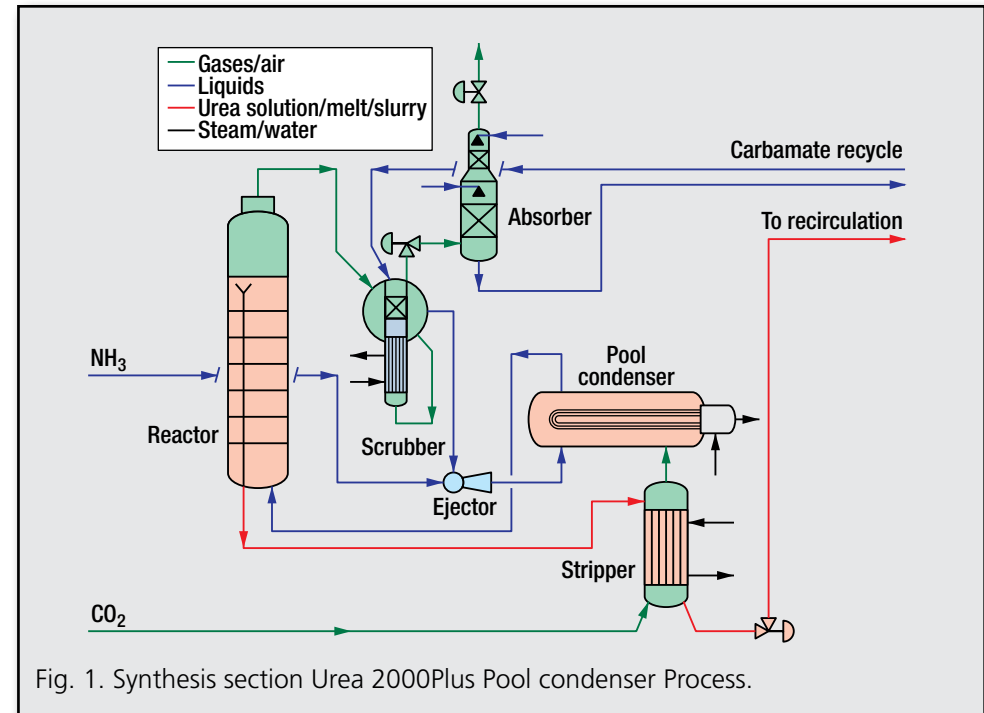 Gases/air
Liquids
Urea solution/melt/slurry
Steam/water
Carbamate recycle
Absorber
To recirculation
NH3
Reactor
Scrubber
Pool
condenser
Ejector
Stripper
CO2
Fig. 1. Synthesis section Urea 2000Plus Pool condenser Process.